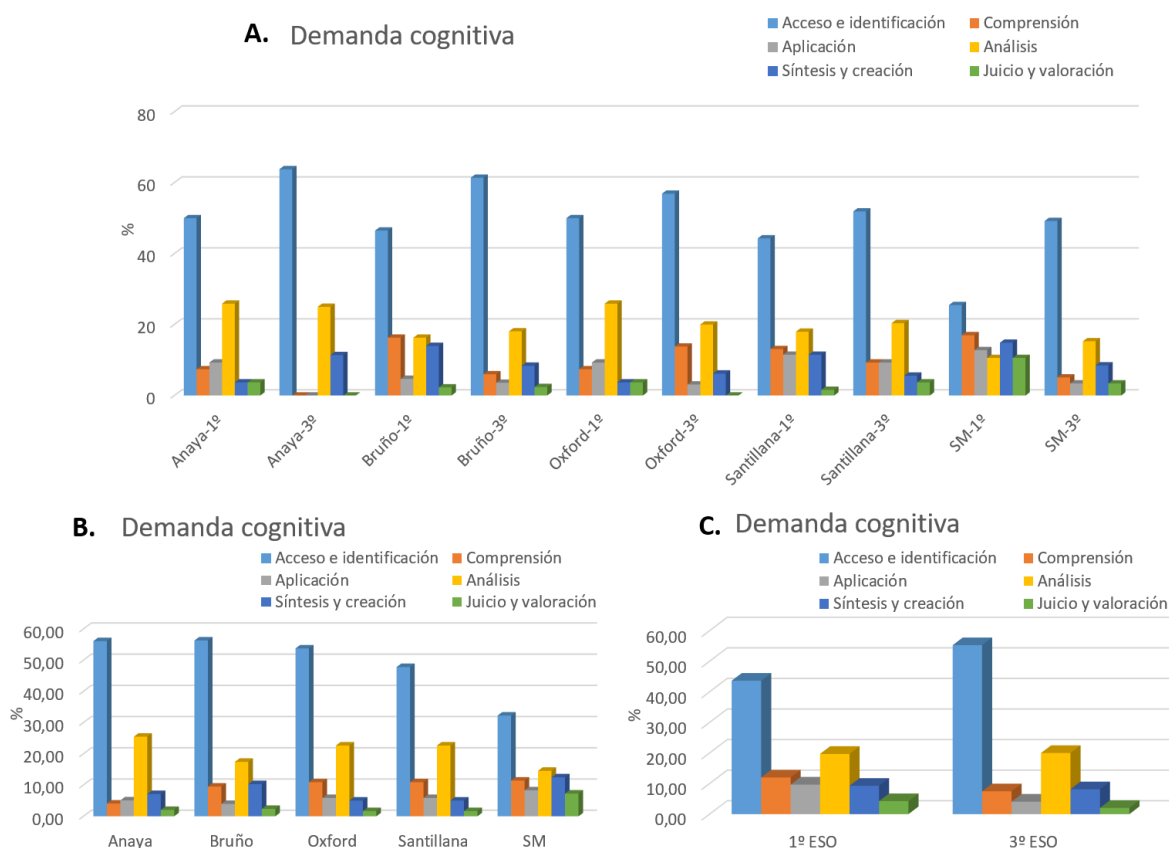 A. Demanda cognitiva
Acceso e identificación
Comprensión
Aplicación
Análisis
Síntesis y creación
Juicio y valoración
80
60
40
20
0
%
Anaya-1º
Anaya-3º
Bruño-1º
Bruño-3º
Oxford-1º
Oxford-3º
Santillana-1º
Santillana-3º
SM-1º
SM-3º
B. Demanda cognitiva
Acceso e identificación
Comprensión
Aplicación
Análisis
Síntesis y creación
Juicio y valoración
60,00
50,00
40,00
30,00
20,00
10,00
0,00
%
Anaya
Bruño
Oxford
Santillana
SM
C. Demanda cognitiva
Acceso e identificación
Comprensión
Aplicación
Análisis
Síntesis y creación
Juicio y valoración
60,00
50,00
40,00
30,00
20,00
10,00
0,00
%
1º ESO
3º ESO